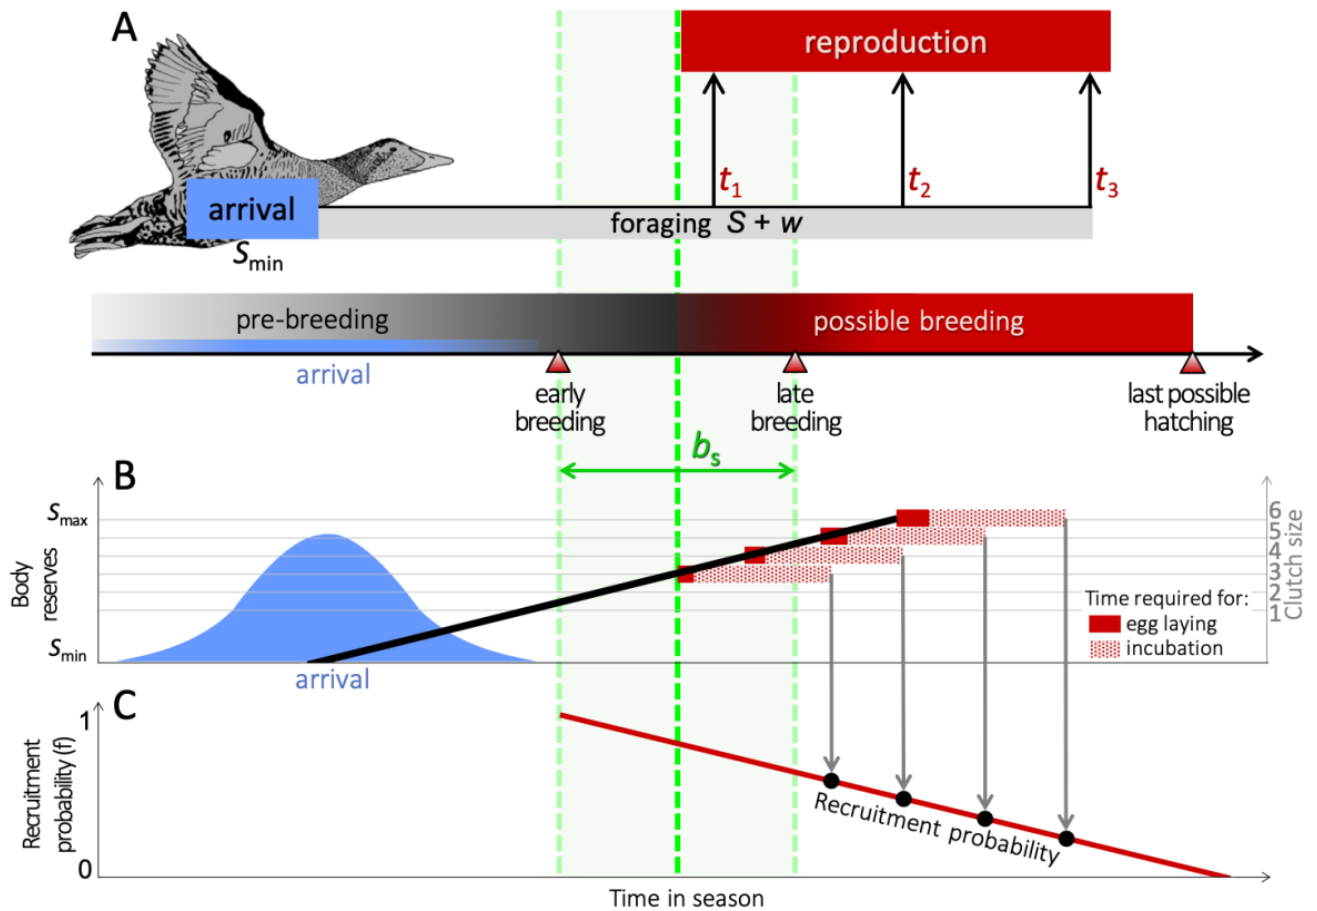 A
reproduction
t1
t2
t3
arrival
foraging S + w
Smin
pre-breeding
possible breeding
arrival
early
breeding
late
breeding
last possible
hatching
bs
B
Smax
Body
reserves
Smin
6
5
4
3
2
1
Clutch size
Time required for:
egg laying
incubation
arrival
C
1
Recruitment
probability (f)
0
Recruitment probability
Time in season